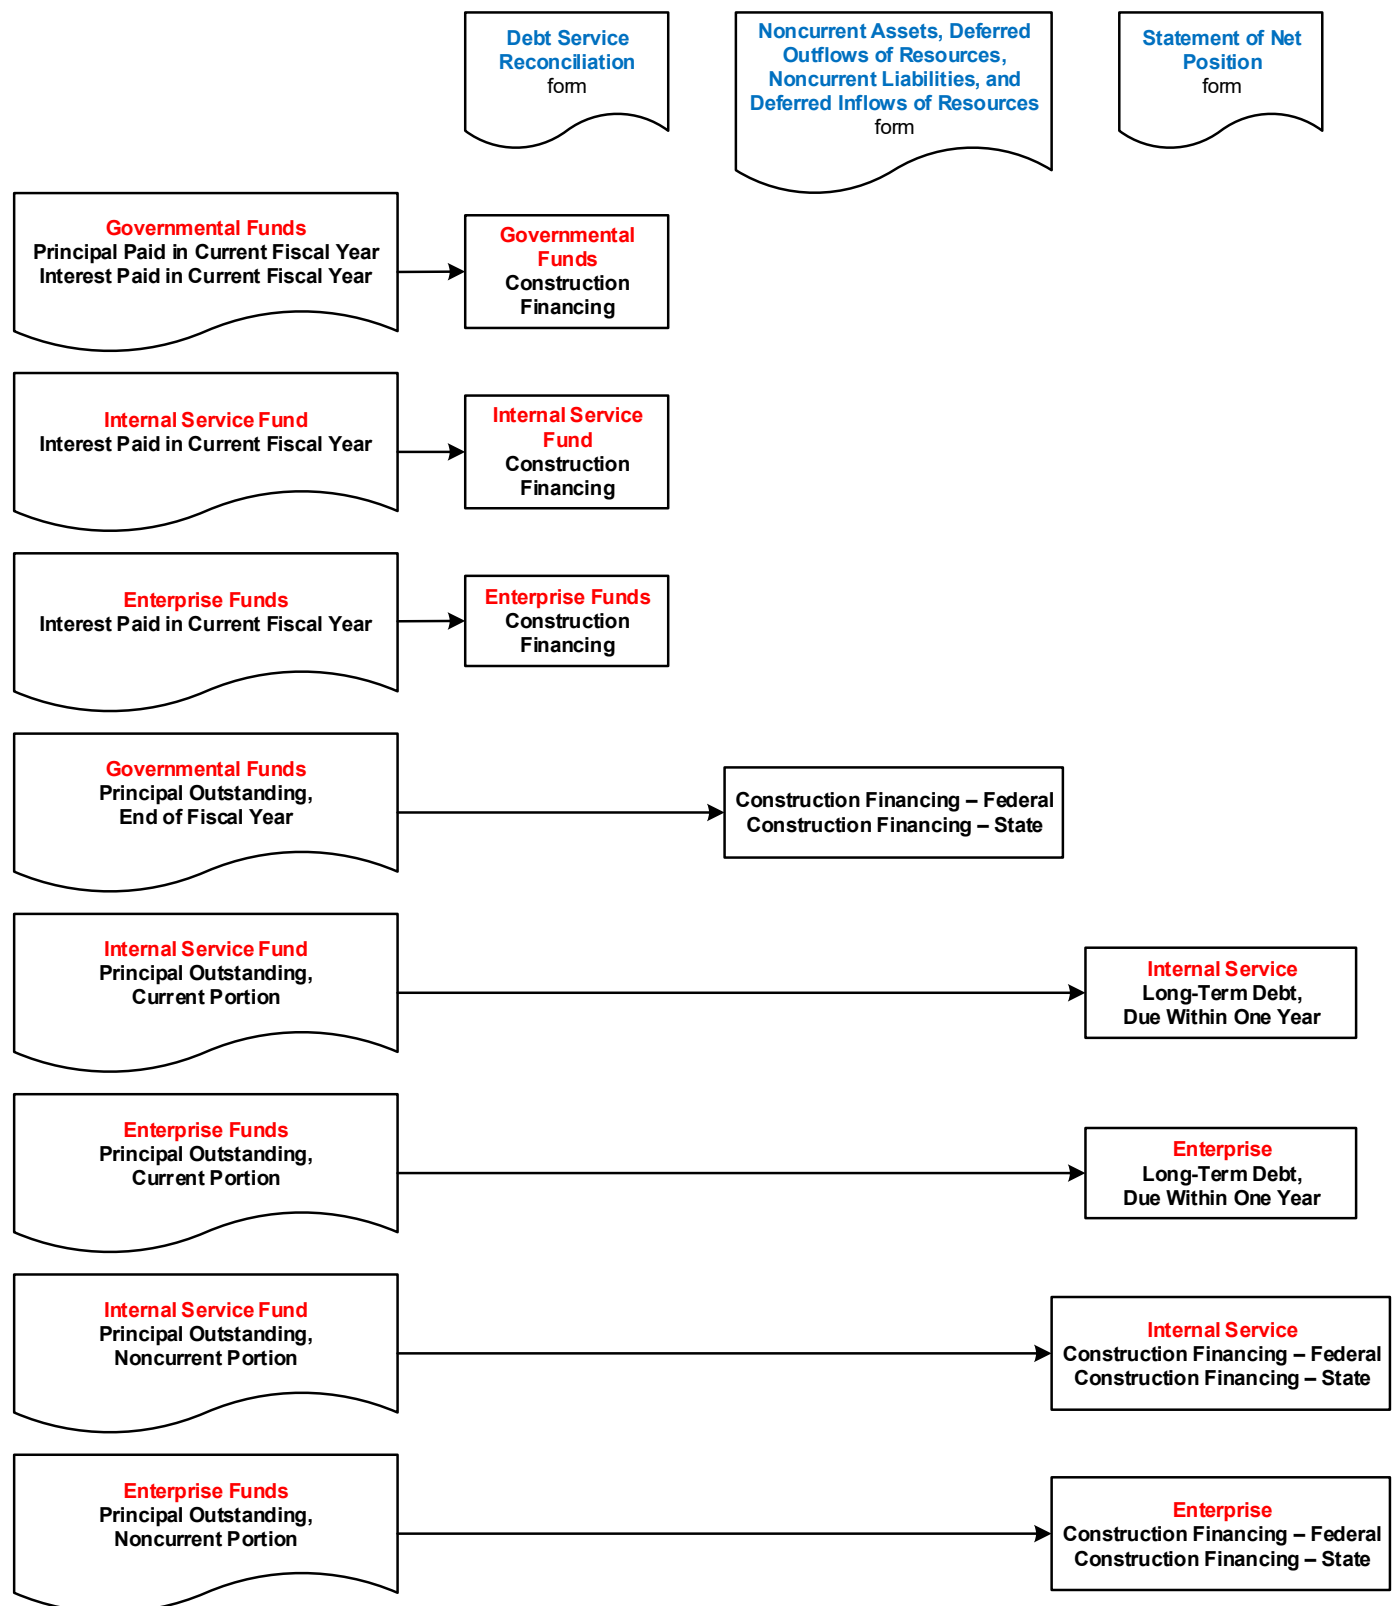 Debt Service
Reconciliation
form
Noncurrent Assets, Deferred
Outflows of Resources,
Noncurrent Liabilities, and
Deferred Inflows of Resources
form
Statement of Net
Position
form
Governmental Funds
Principal Paid in Current Fiscal Year
Interest Paid in Current Fiscal Year
Governmental
Funds
Construction
Financing
Internal Service Fund
Interest Paid in Current Fiscal Year
Internal Service
Fund
Construction
Financing
Enterprise Funds
Interest Paid in Current Fiscal Year
Enterprise Funds
Construction
Financing
Governmental Funds
Principal Outstanding,
End of Fiscal Year
Construction Financing – Federal
Construction Financing – State
Internal Service Fund
Principal Outstanding,
Current Portion
Internal Service
Long-Term Debt,
Due Within One Year
Enterprise Funds
Principal Outstanding,
Current Portion
Enterprise
Long-Term Debt,
Due Within One Year
Internal Service Fund
Principal Outstanding,
Noncurrent Portion
Internal Service
Construction Financing – Federal
Construction Financing – State
Enterprise Funds
Principal Outstanding,
Noncurrent Portion
Enterprise
Construction Financing – Federal
Construction Financing – State